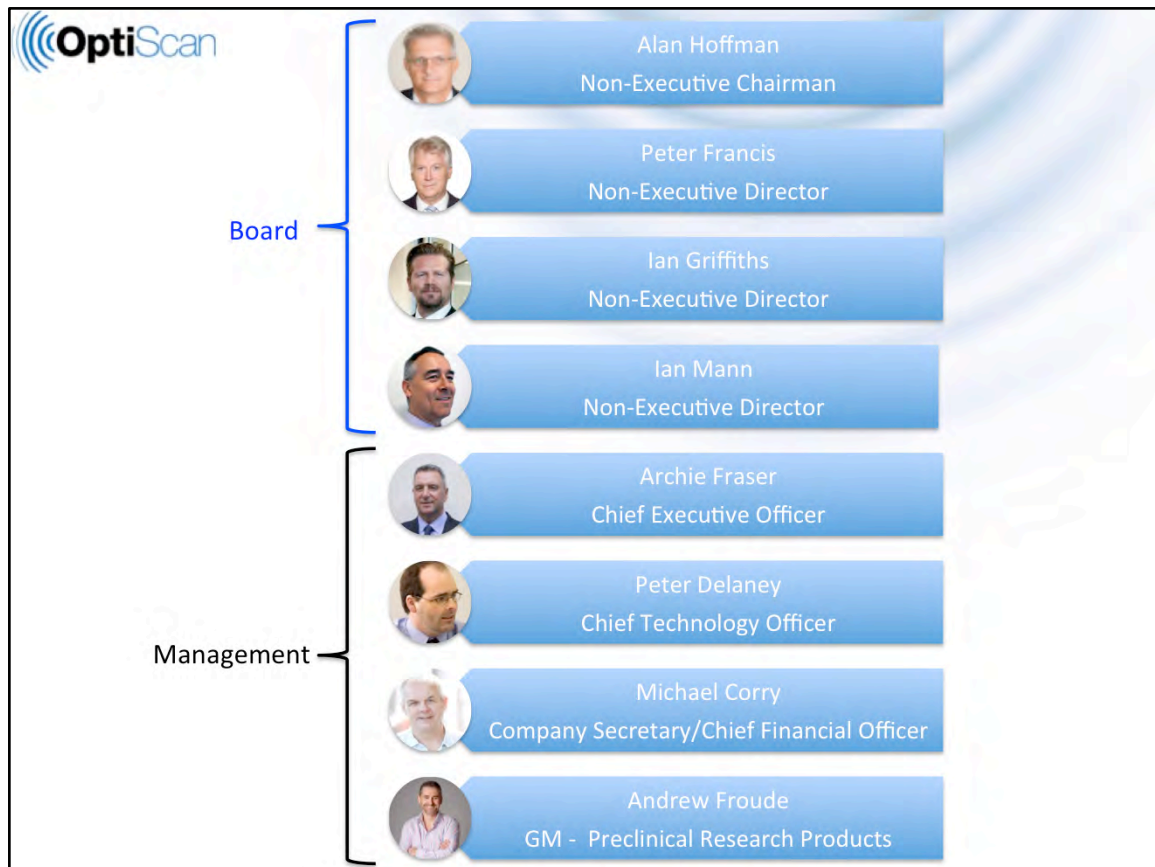 OptiScan
Alan Hoffman
Non-Executive Chairman
Peter Francis
Non-Executive Director
Board
Ian Griffiths
Non-Executive Director
Ian Mann
Non-Executive Director
Archie Fraser
Chief Executive Officer
Peter Delaney
Chief Technology Officer
Management
Michael Corry
Company Secretary/Chief Financial Officer
Andrew Froude
GM - Preclinical Research Products